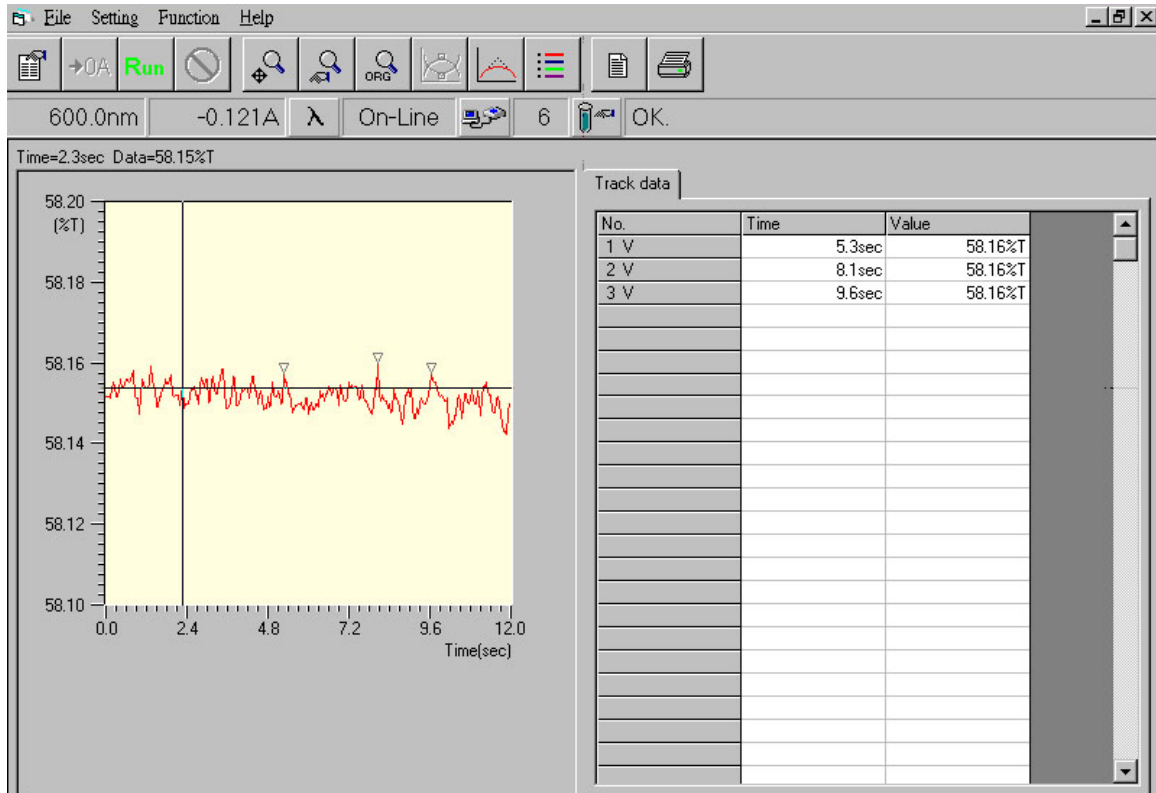 File Setting Function Help
→0A Run ORG
600.0nm -0.121A λ On-Line 6 OK.
Time=2.3sec Data=58.15%T
58.20
(%T)
58.18
58.16
58.14
58.12
58.10
0.0 2.4 4.8 7.2 9.6 12.0
Time(sec)
Track data
No. Time Value
1 V 5.3sec 58.16%T
2 V 8.1sec 58.16%T
3 V 9.6sec 58.16%T